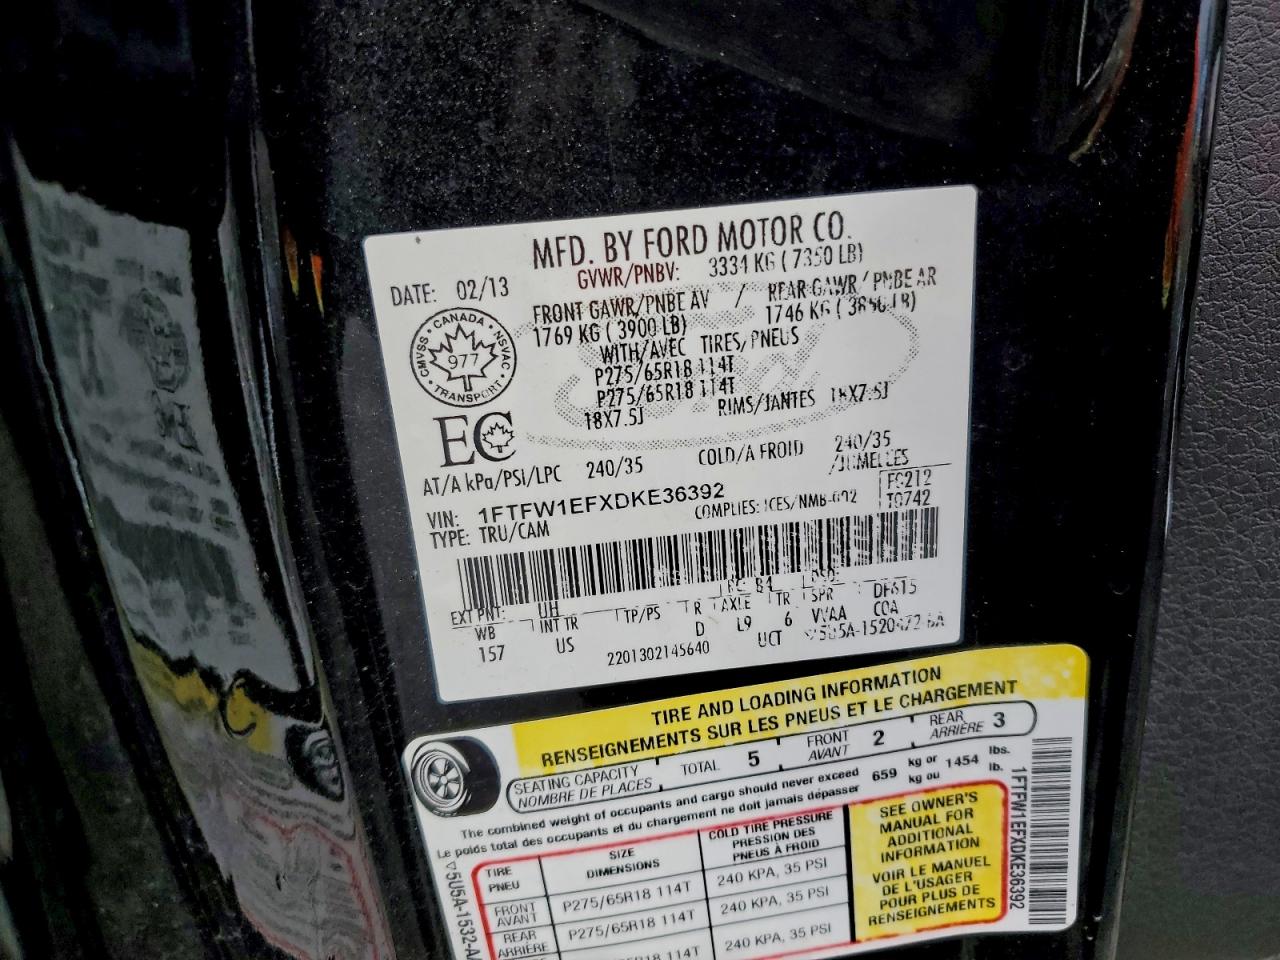 MFD. BY FORD MOTOR CO.
DATE: 02/13
GVWR/PNBV: 3334 KG ( 7350 LB)
FRONT GAWR/PNBE AV / REAR GAWR/ PNBE AR
1769 KG ( 3900 LB) 1746 KG ( 3850 LB)
WITH/AVEC TIRES/PNEUS
P275/65R18 114T
P275/65R18 114T
18X7.5J RIMS/JANTES 18X7.5J
CANADA
CMVSS · NSVAC
977
TRANSPORT
EC
AT/A kPa/PSI/LPC 240/35 COLD/A FROID 240/35
/JUMELLES
VIN: 1FTFW1EFXDKE36392
TYPE: TRU/CAM
COMPLIES: ICES/NMB-002
T0742
EXT PNT: UH
WB INT TR TP/PS R AXLE TR SPR
157 US D L9 6
UCT
2201302145640
TIRE AND LOADING INFORMATION
RENSEIGNEMENTS SUR LES PNEUS ET LE CHARGEMENT
SEATING CAPACITY
NOMBRE DE PLACES
TOTAL 5
FRONT
AVANT
2
REAR
ARRIÈRE
3
The combined weight of occupants and cargo should never exceed
Le poids total des occupants et du chargement ne doit jamais dépasser
659 kg or
kg ou
1454 lbs.
lb.
TIRE
PNEU
SIZE
DIMENSIONS
COLD TIRE PRESSURE
PRESSION DES
PNEUS À FROID
FRONT
AVANT
P275/65R18 114T
240 KPA, 35 PSI
REAR
ARRIÈRE
P275/65R18 114T
240 KPA, 35 PSI
114T
240 KPA, 35 PSI
SEE OWNER'S
MANUAL FOR
ADDITIONAL
INFORMATION
VOIR LE MANUEL
DE L'USAGER
POUR PLUS DE
RENSEIGNEMENTS
1FTFW1EFXDKE36392
5U5A-1532-A